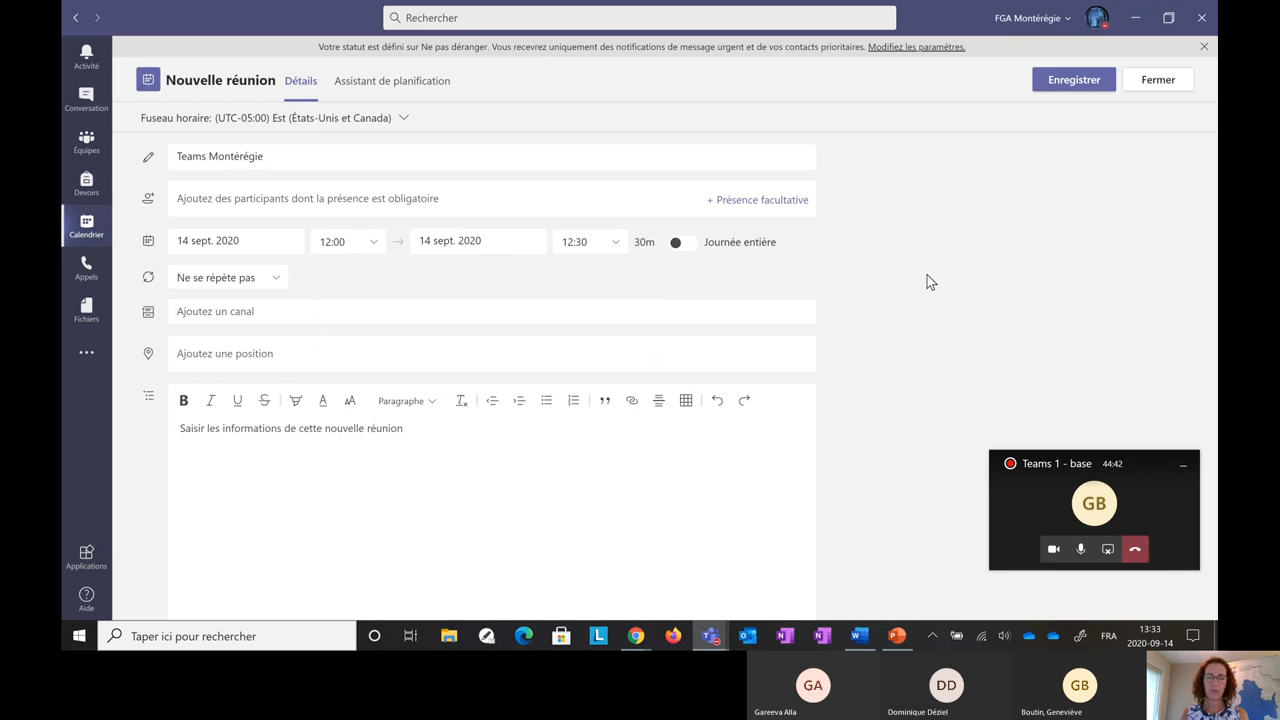 Rechercher
FGA Montérégie
Votre statut est défini sur Ne pas déranger. Vous recevrez uniquement des notifications de message urgent et de vos contacts prioritaires. Modifiez les paramètres.
Activité
Conversation
Équipes
Devoirs
Calendrier
Appels
Fichiers
Applications
Aide
Nouvelle réunion
Détails
Assistant de planification
Enregistrer
Fermer
Fuseau horaire: (UTC-05:00) Est (États-Unis et Canada)
Teams Montérégie
Ajoutez des participants dont la présence est obligatoire
+ Présence facultative
14 sept. 2020 12:00 14 sept. 2020 12:30 30m Journée entière
Ne se répète pas
Ajoutez un canal
Ajoutez une position
B I U S A AA Paragraphe
Saisir les informations de cette nouvelle réunion
Teams 1 - base 44:42
GB
Taper ici pour rechercher
FRA
13:33
2020-09-14
GA
Gareeva Alla
DD
Dominique Déziel
GB
Boutin, Geneviève